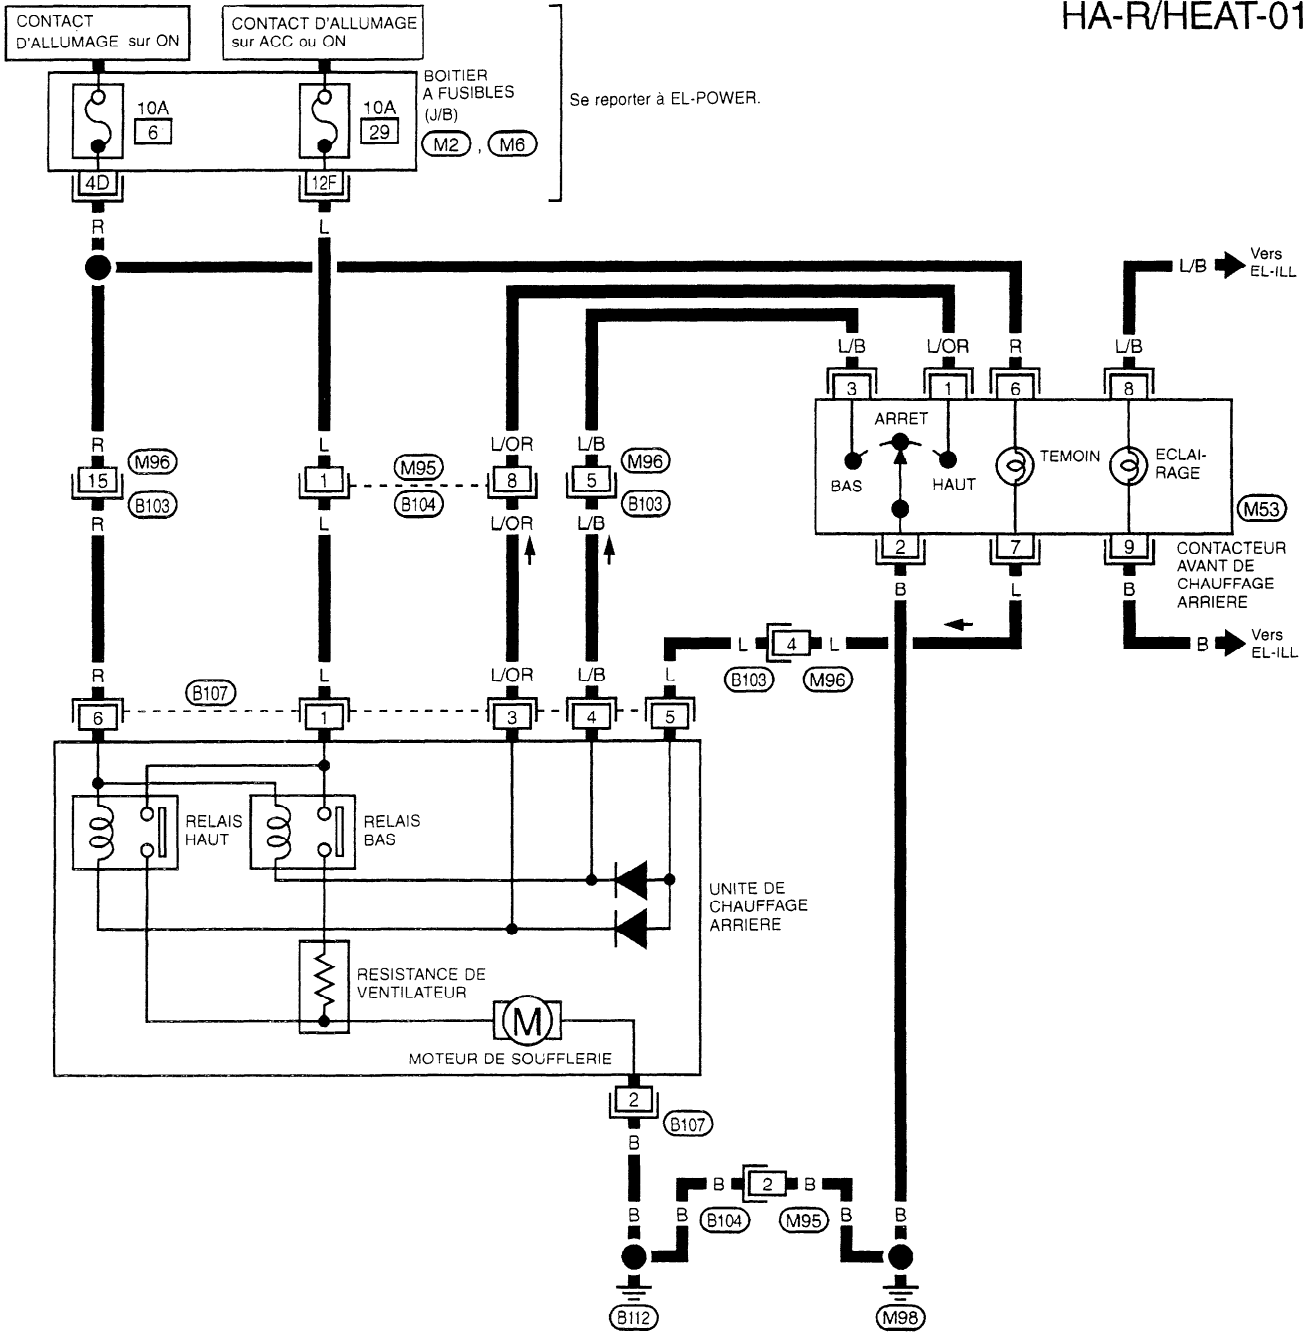 HA-R/HEAT-01
CONTACT
D'ALLUMAGE sur ON
CONTACT D'ALLUMAGE
sur ACC ou ON
BOITIER
A FUSIBLES
(J/B)
M2 , M6
Se reporter à EL-POWER.
10A
6
10A
29
4D
12F
R
L
L/B
Vers
EL-ILL
L/B
L/OR
R
L/B
3
1
6
8
ARRET
BAS
HAUT
TEMOIN
ECLAI-
RAGE
M53
2
7
9
CONTACTEUR
AVANT DE
CHAUFFAGE
ARRIERE
B
L
B
B
Vers
EL-ILL
R
L
L/OR
L/B
15
M96
B103
1
M95
B104
8
5
M96
B103
R
L
L/OR
L/B
L
4
L
B103
M96
R
L
L/OR
L/B
L
B107
6
1
3
4
5
RELAIS
HAUT
RELAIS
BAS
UNITE DE
CHAUFFAGE
ARRIERE
RESISTANCE DE
VENTILATEUR
M
MOTEUR DE SOUFFLERIE
2
B107
B
B
2
B
B104
M95
B
B
B
B
B112
M98